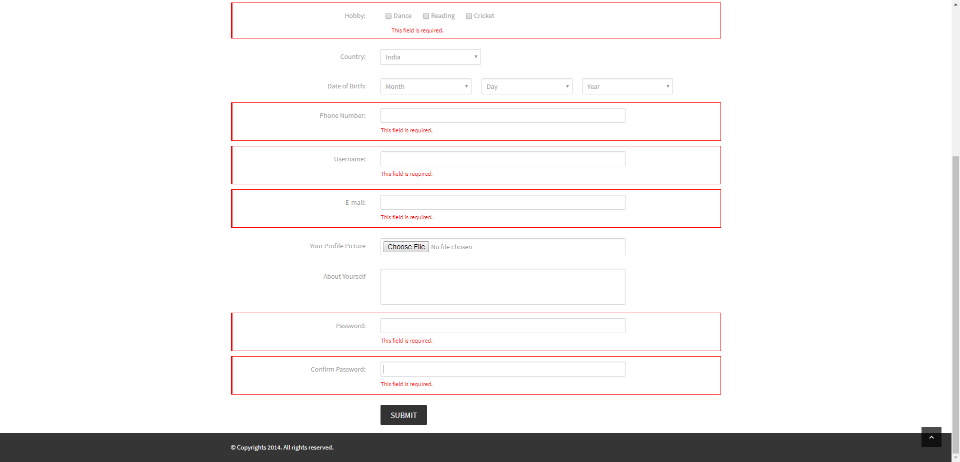 Hobby: Dance Reading Cricket
This field is required.
Country: India
Date of Birth: Month Day Year
Phone Number:
This field is required.
Username:
This field is required.
E-mail:
This field is required.
Your Profile Picture Choose File No file chosen
About Yourself
Password:
This field is required.
Confirm Password:
This field is required.
SUBMIT
© Copyrights 2014. All rights reserved.